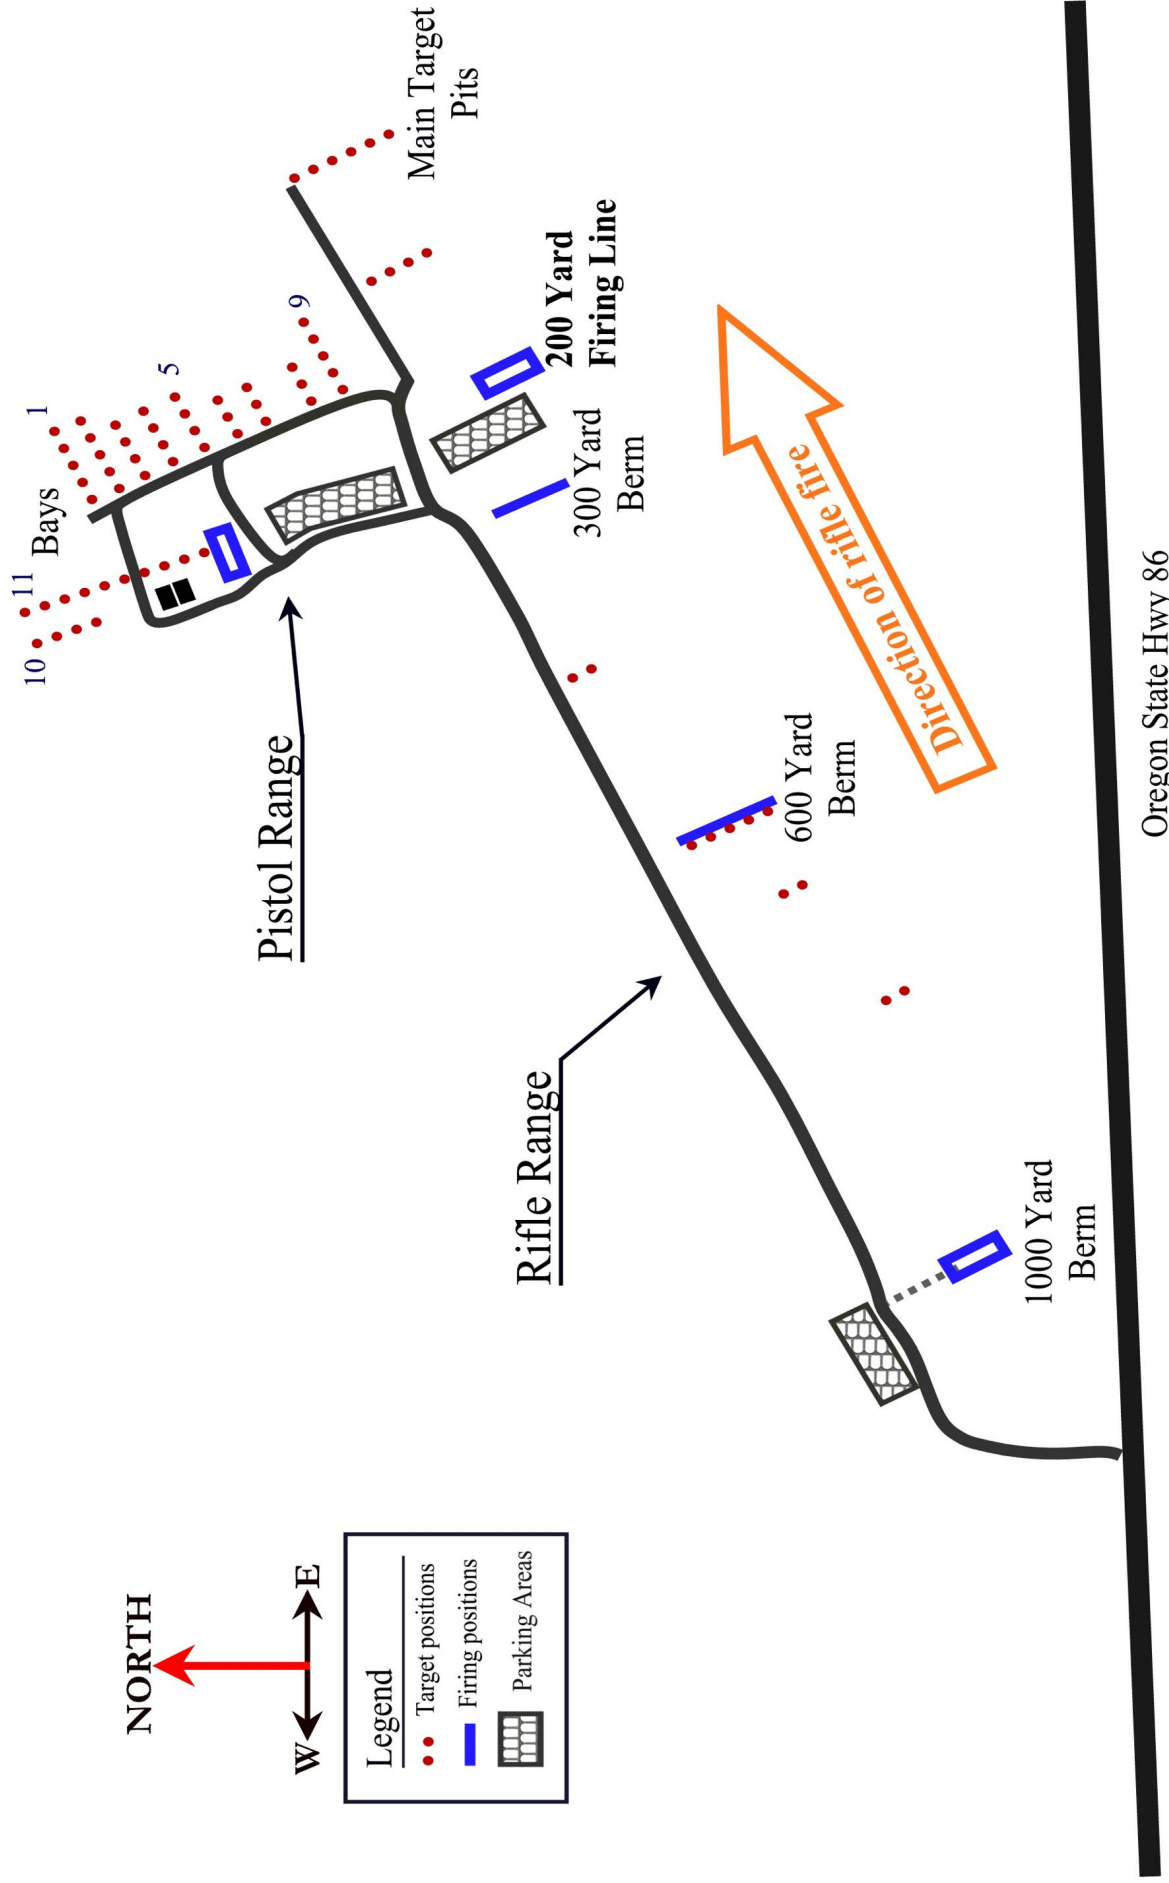 NORTH
W
E
Legend
Target positions
Firing positions
Parking Areas
10
11
Bays
1
5
9
Main Target
Pits
Pistol Range
200 Yard
Firing Line
300 Yard
Berm
Rifle Range
600 Yard
Berm
Direction of rifle fire
1000 Yard
Berm
Oregon State Hwy 86